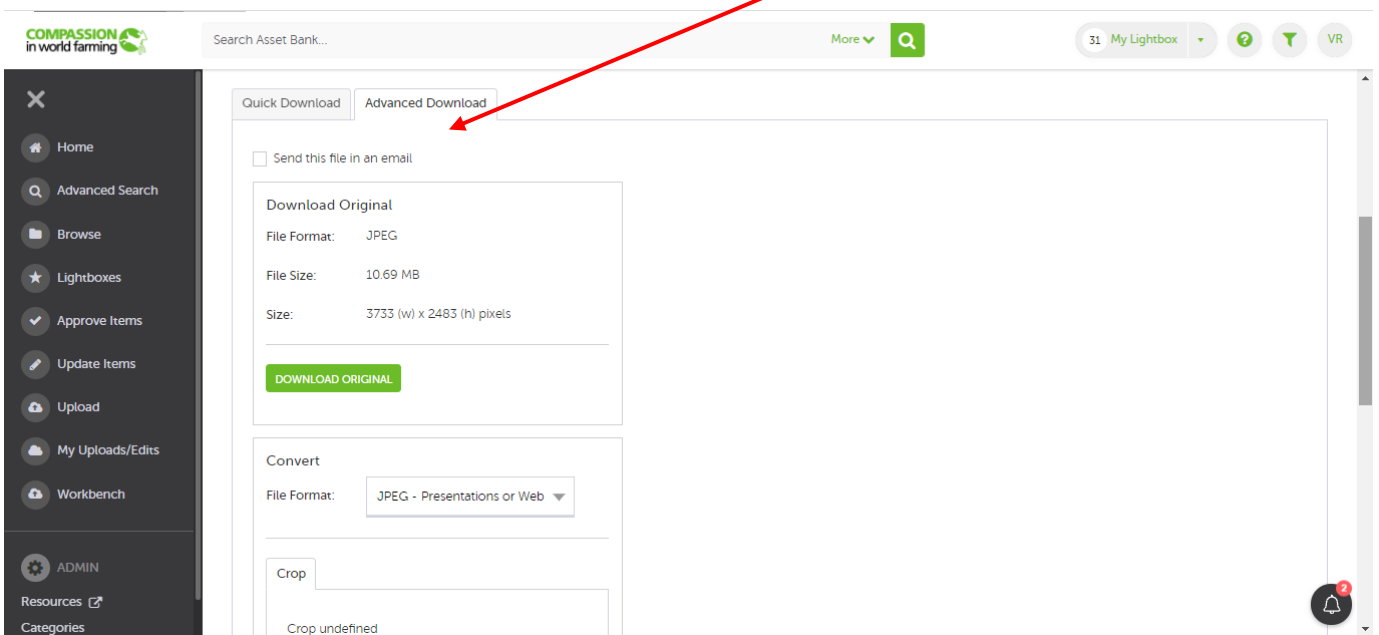 COMPASSION
in world farming
Search Asset Bank...
More
31 My Lightbox
VR
Quick Download
Advanced Download
Home
Advanced Search
Browse
Lightboxes
Approve Items
Update Items
Upload
My Uploads/Edits
Workbench
ADMIN
Resources
Categories
Send this file in an email
Download Original
File Format: JPEG
File Size: 10.69 MB
Size: 3733 (w) x 2483 (h) pixels
DOWNLOAD ORIGINAL
Convert
File Format: JPEG - Presentations or Web
Crop
Crop undefined
2